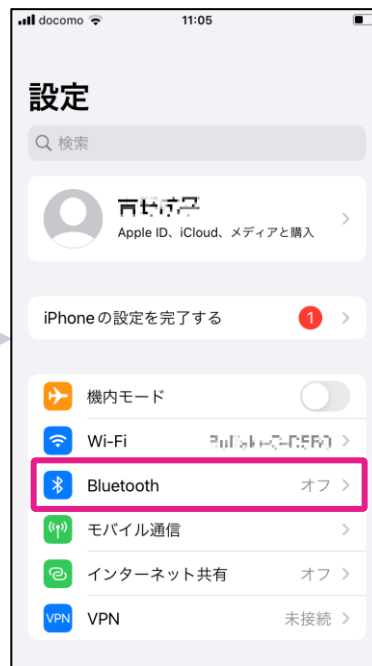 docomo 11:05
設定
検索
Apple ID、iCloud、メディアと購入
iPhoneの設定を完了する 1
機内モード
Wi-Fi
Bluetooth オフ
モバイル通信
インターネット共有 オフ
VPN VPN 未接続